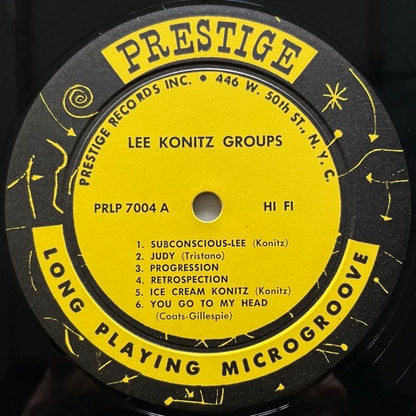 PRESTIGE
PRESTIGE RECORDS INC. • 446 W. 50th ST., N. Y. C.
LEE KONITZ GROUPS
PRLP 7004 A HI FI
1. SUBCONSCIOUS-LEE (Konitz)
2. JUDY (Tristano)
3. PROGRESSION
4. RETROSPECTION
5. ICE CREAM KONITZ (Konitz)
6. YOU GO TO MY HEAD
(Coats-Gillespie)
LONG PLAYING MICROGROOVE